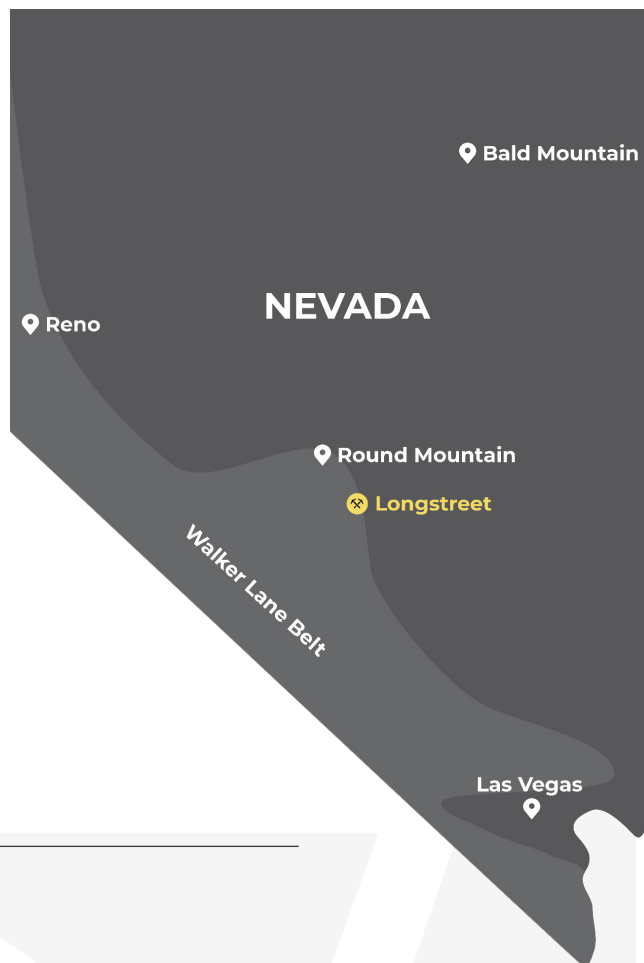 Bald Mountain
NEVADA
Reno
Round Mountain
Longstreet
Walker Lane Belt
Las Vegas